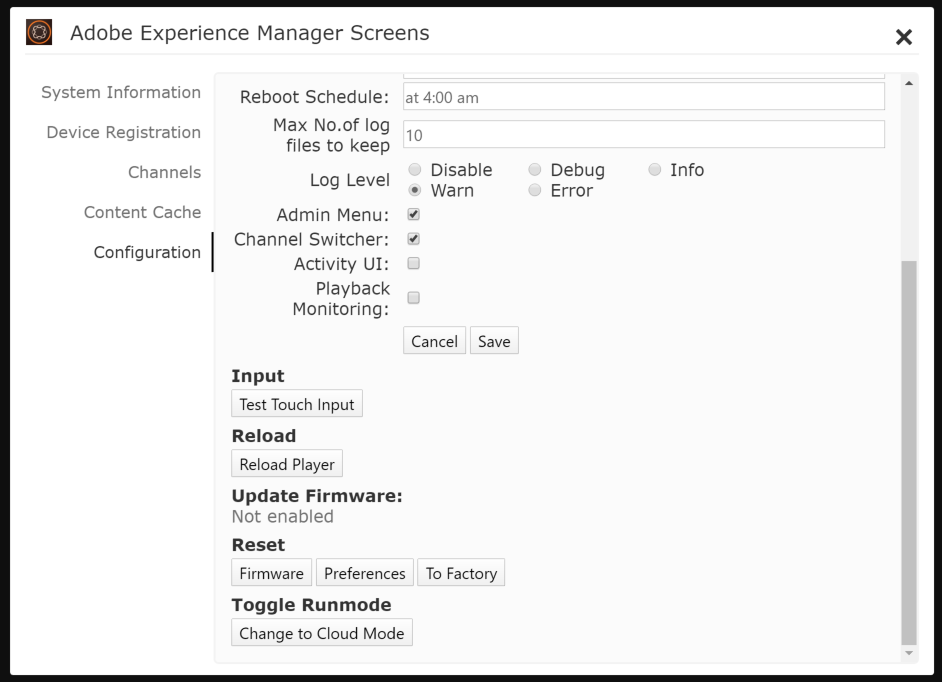 Adobe Experience Manager Screens
System Information
Device Registration
Channels
Content Cache
Configuration
Reboot Schedule: at 4:00 am
Max No.of log
files to keep
10
Log Level
Disable Debug Info
Warn Error
Admin Menu:
Channel Switcher:
Activity UI:
Playback
Monitoring:
Cancel Save
Input
Test Touch Input
Reload
Reload Player
Update Firmware:
Not enabled
Reset
Firmware Preferences To Factory
Toggle Runmode
Change to Cloud Mode